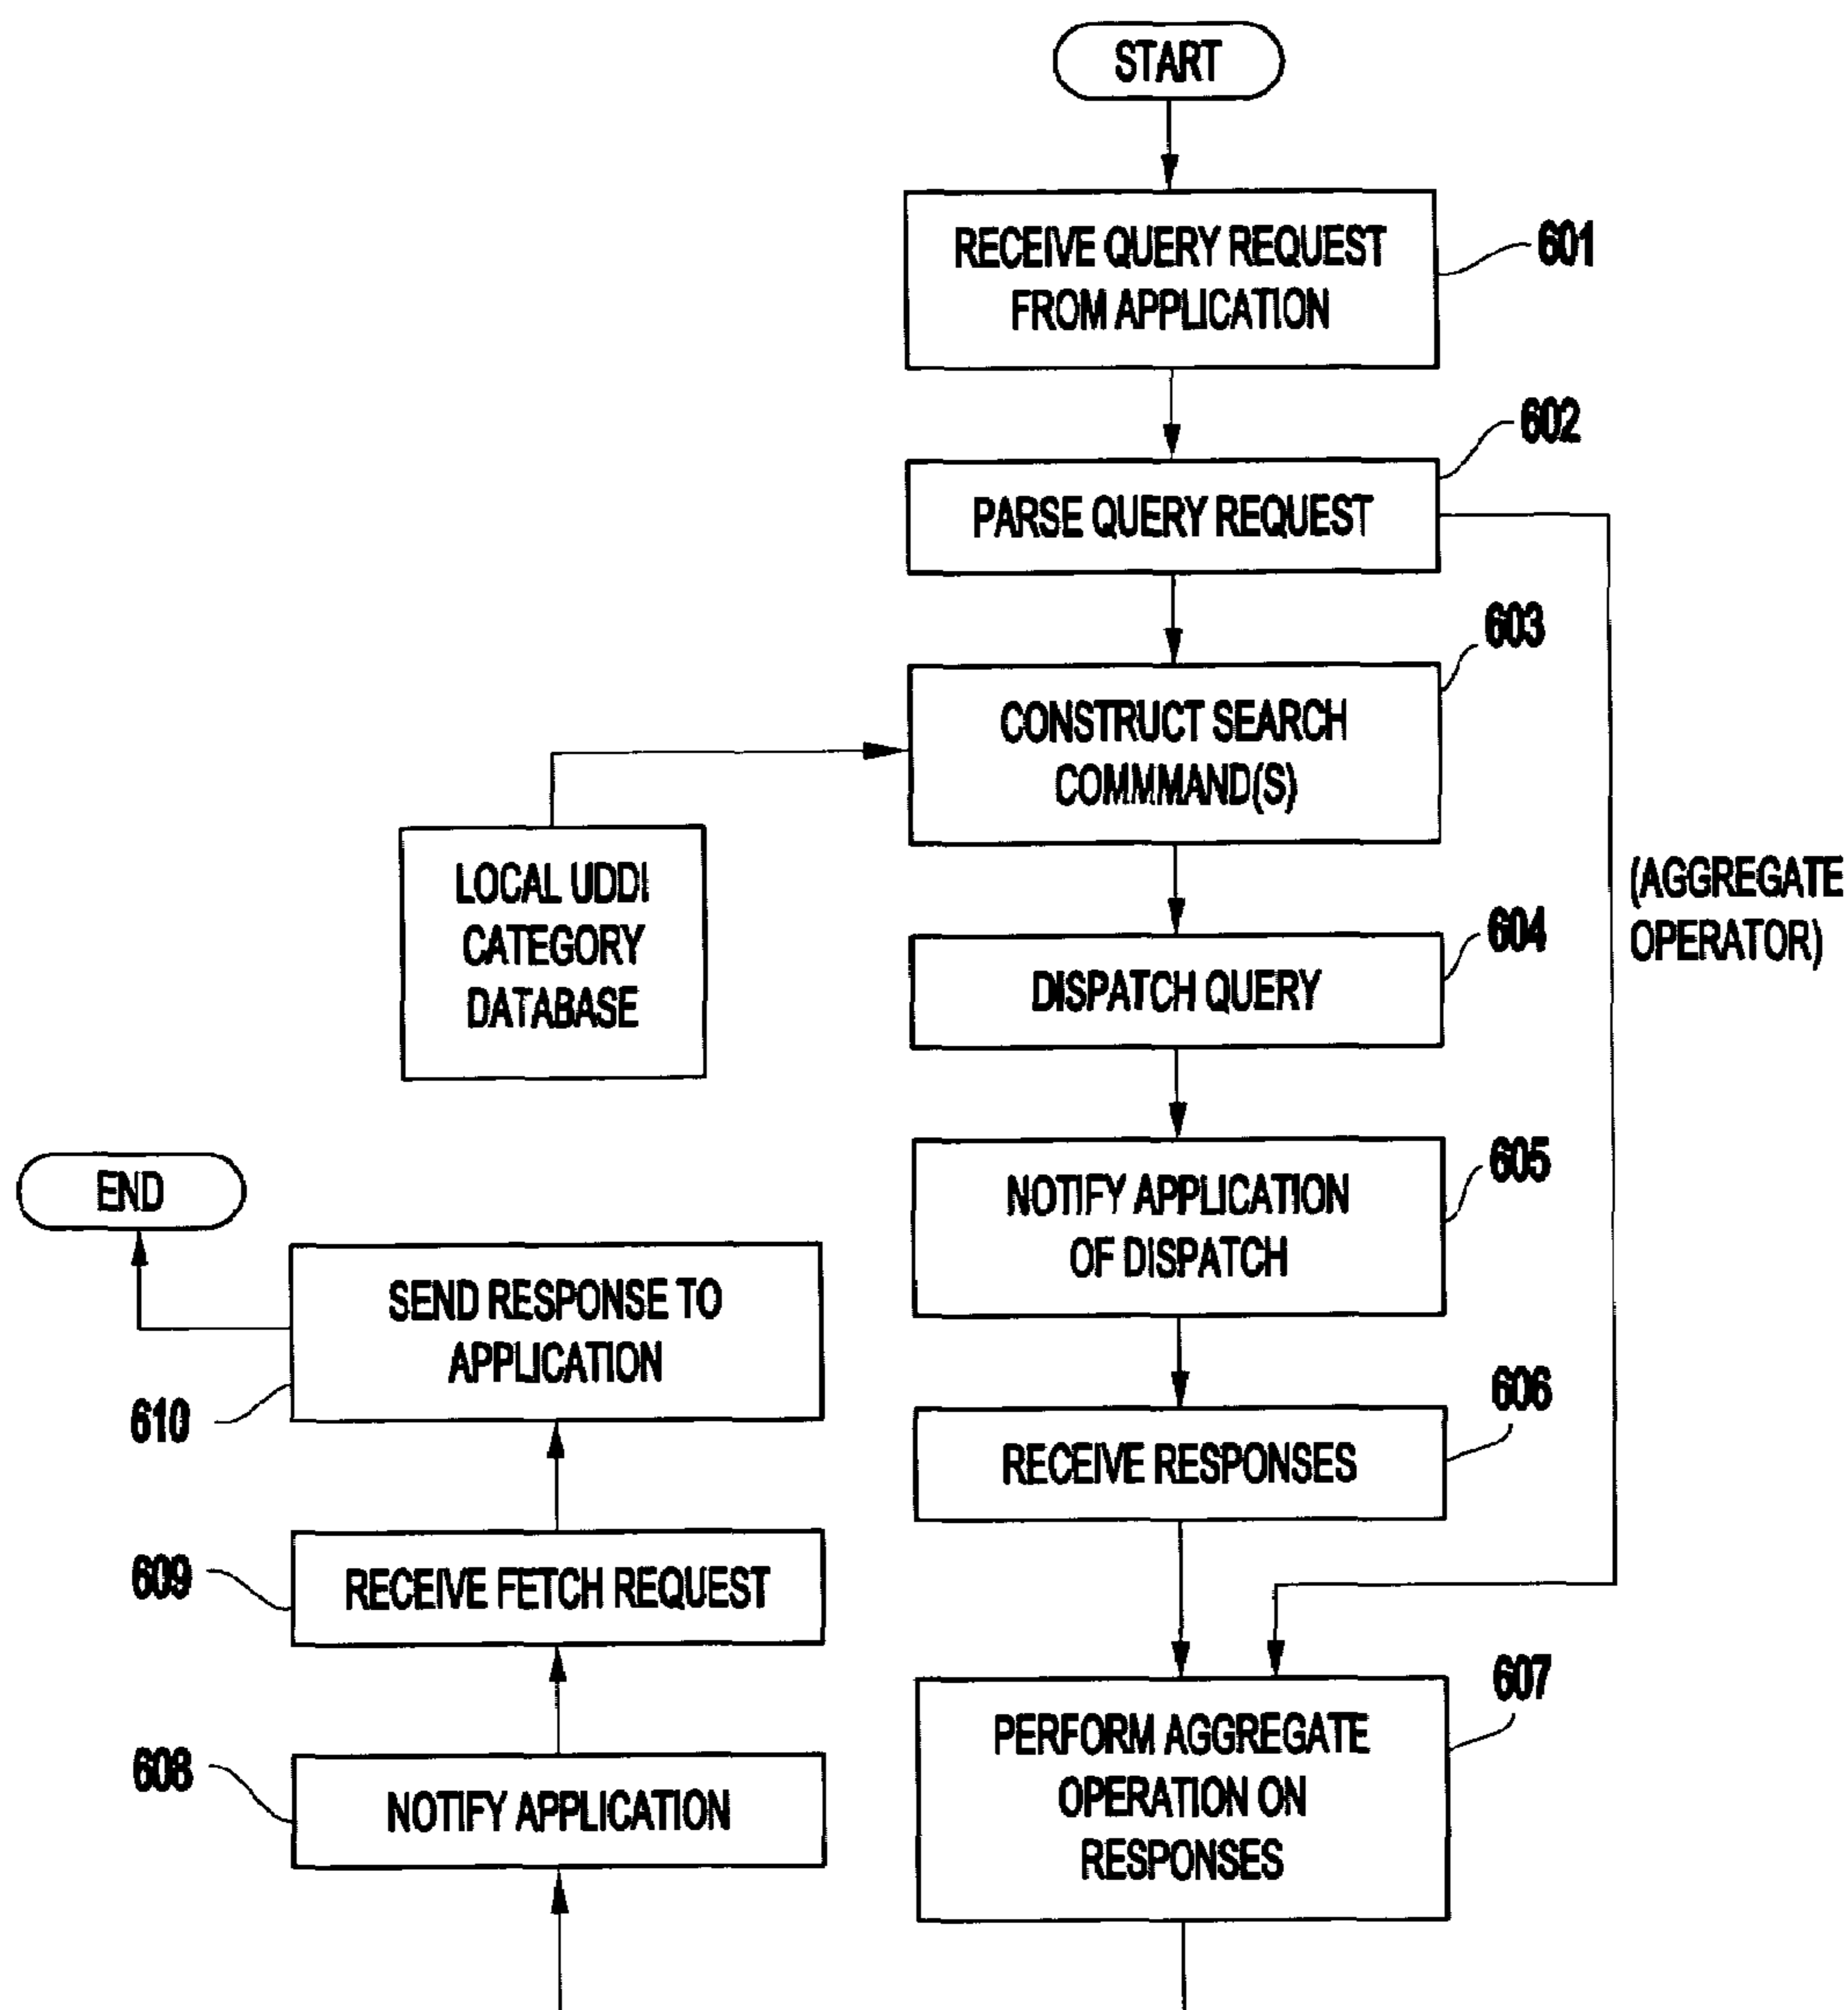 START
RECEIVE QUERY REQUEST
FROM APPLICATION
601
PARSE QUERY REQUEST
602
CONSTRUCT SEARCH
COMMMAND(S)
603
LOCAL UDDI
CATEGORY
DATABASE
(AGGREGATE
OPERATOR)
DISPATCH QUERY
604
NOTIFY APPLICATION
OF DISPATCH
605
RECEIVE RESPONSES
606
PERFORM AGGREGATE
OPERATION ON
RESPONSES
607
NOTIFY APPLICATION
608
RECEIVE FETCH REQUEST
609
SEND RESPONSE TO
APPLICATION
610
END